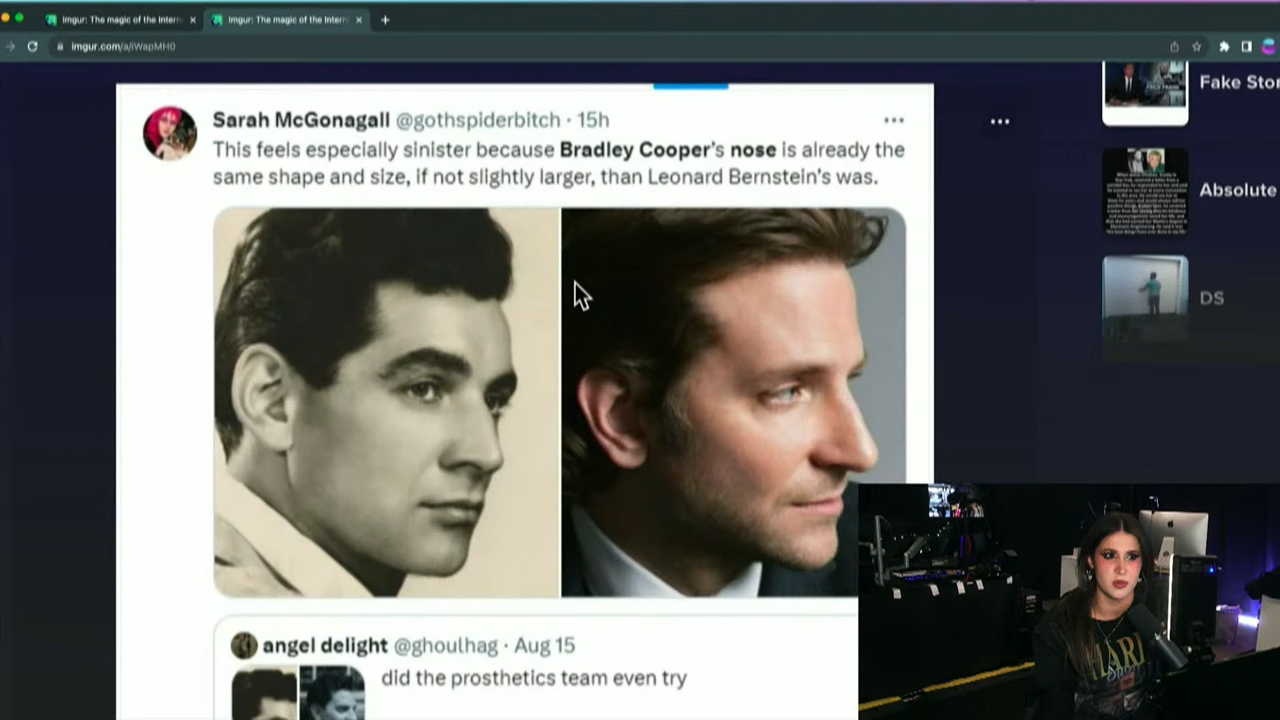 Imgur: The magic of the Intern
Imgur: The magic of the Intern
imgur.com/a/iWapMH0
Fake Stor
Sarah McGonagall @gothspiderbitch · 15h
This feels especially sinister because Bradley Cooper's nose is already the
same shape and size, if not slightly larger, than Leonard Bernstein's was.
Absolute
DS
angel delight @ghoulhag · Aug 15
did the prosthetics team even try